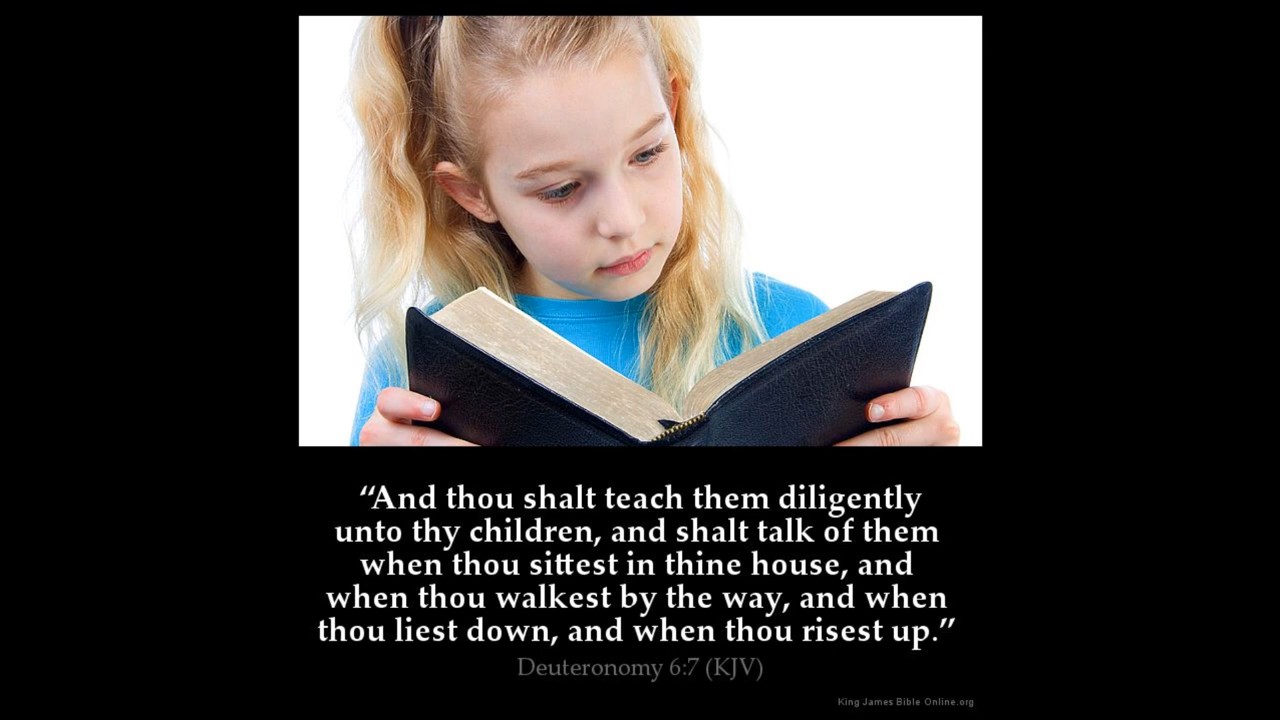 “And thou shalt teach them diligently
unto thy children, and shalt talk of them
when thou sittest in thine house, and
when thou walkest by the way, and when
thou liest down, and when thou risest up.”
Deuteronomy 6:7 (KJV)
King James Bible Online.org